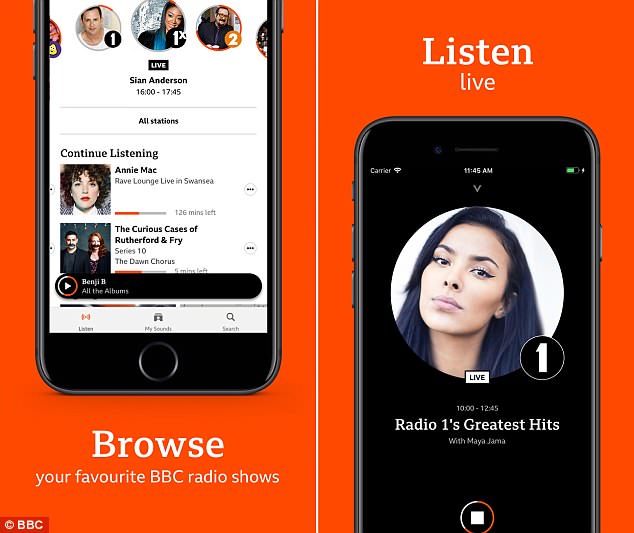 1
1X
2
LIVE
Sian Anderson
16:00 - 17:45
All stations
Continue Listening
Annie Mac
Rave Lounge Live in Swansea
126 mins left
The Curious Cases of
Rutherford & Fry
Series 10
The Dawn Chorus
5 mins left
Benji B
All the Albums
Listen
My Sounds
Search
Browse
your favourite BBC radio shows
© BBC
Listen
live
Carrier
11:45 AM
1
LIVE
10:00 - 12:45
Radio 1's Greatest Hits
With Maya Jama